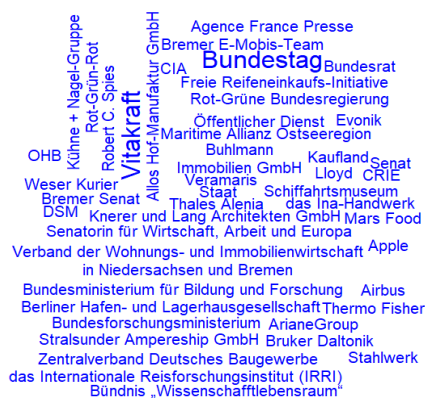 Agence France Presse
Bremer E-Mobis-Team
Bundestag
CIA
Bundesrat
Freie Reifeneinkaufs-Initiative
Rot-Grüne Bundesregierung
Kühne + Nagel-Gruppe
Rot-Grün-Rot
Robert C. Spies
Vitakraft
Allos Hof-Manufaktur GmbH
Öffentlicher Dienst
Evonik
Maritime Allianz Ostseeregion
Buhlmann
OHB
Immobilien GmbH
Kaufland
Senat
Veramaris
Lloyd
CRIE
Weser Kurier
Staat
Schiffahrtsmuseum
Bremer Senat
Thales Alenia
das Ina-Handwerk
DSM
Knerer und Lang Architekten GmbH
Mars Food
Senatorin für Wirtschaft, Arbeit und Europa
Apple
Verband der Wohnungs- und Immobilienwirtschaft
in Niedersachsen und Bremen
Bundesministerium für Bildung und Forschung
Airbus
Berliner Hafen- und Lagerhausgesellschaft
Thermo Fisher
Bundesforschungsministerium
ArianeGroup
Stralsunder Ampereship GmbH
Bruker Daltonik
Zentralverband Deutsches Baugewerbe
Stahlwerk
das Internationale Reisforschungsinstitut (IRRI)
Bündnis „Wissenschafftlebensraum“